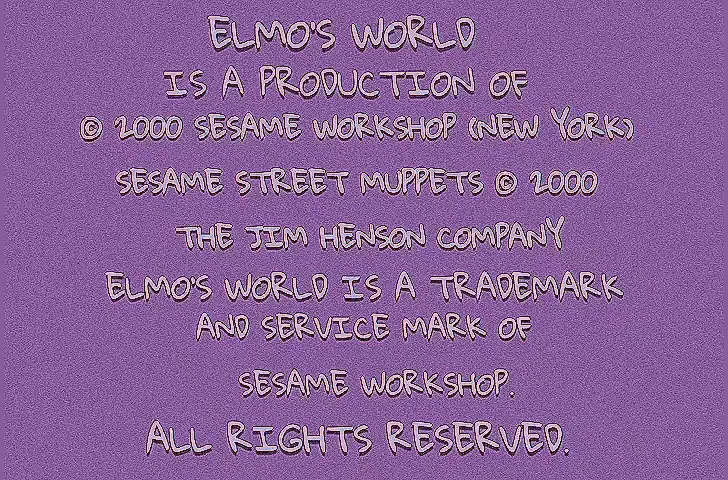 ELMO'S WORLD
IS A PRODUCTION OF
© 2000 SESAME WORKSHOP (NEW YORK)
SESAME STREET MUPPETS © 2000
THE JIM HENSON COMPANY
ELMO'S WORLD IS A TRADEMARK
AND SERVICE MARK OF
SESAME WORKSHOP.
ALL RIGHTS RESERVED.